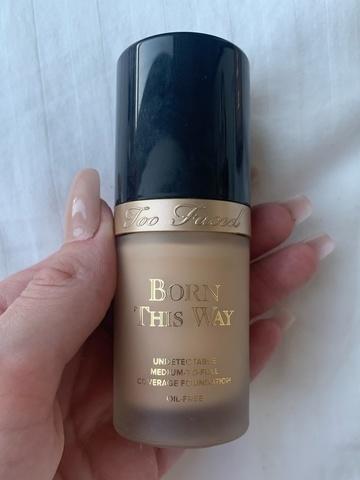 Too Faced
BORN
THIS WAY
UNDETECTABLE
MEDIUM-TO-FULL
COVERAGE FOUNDATION
OIL-FREE